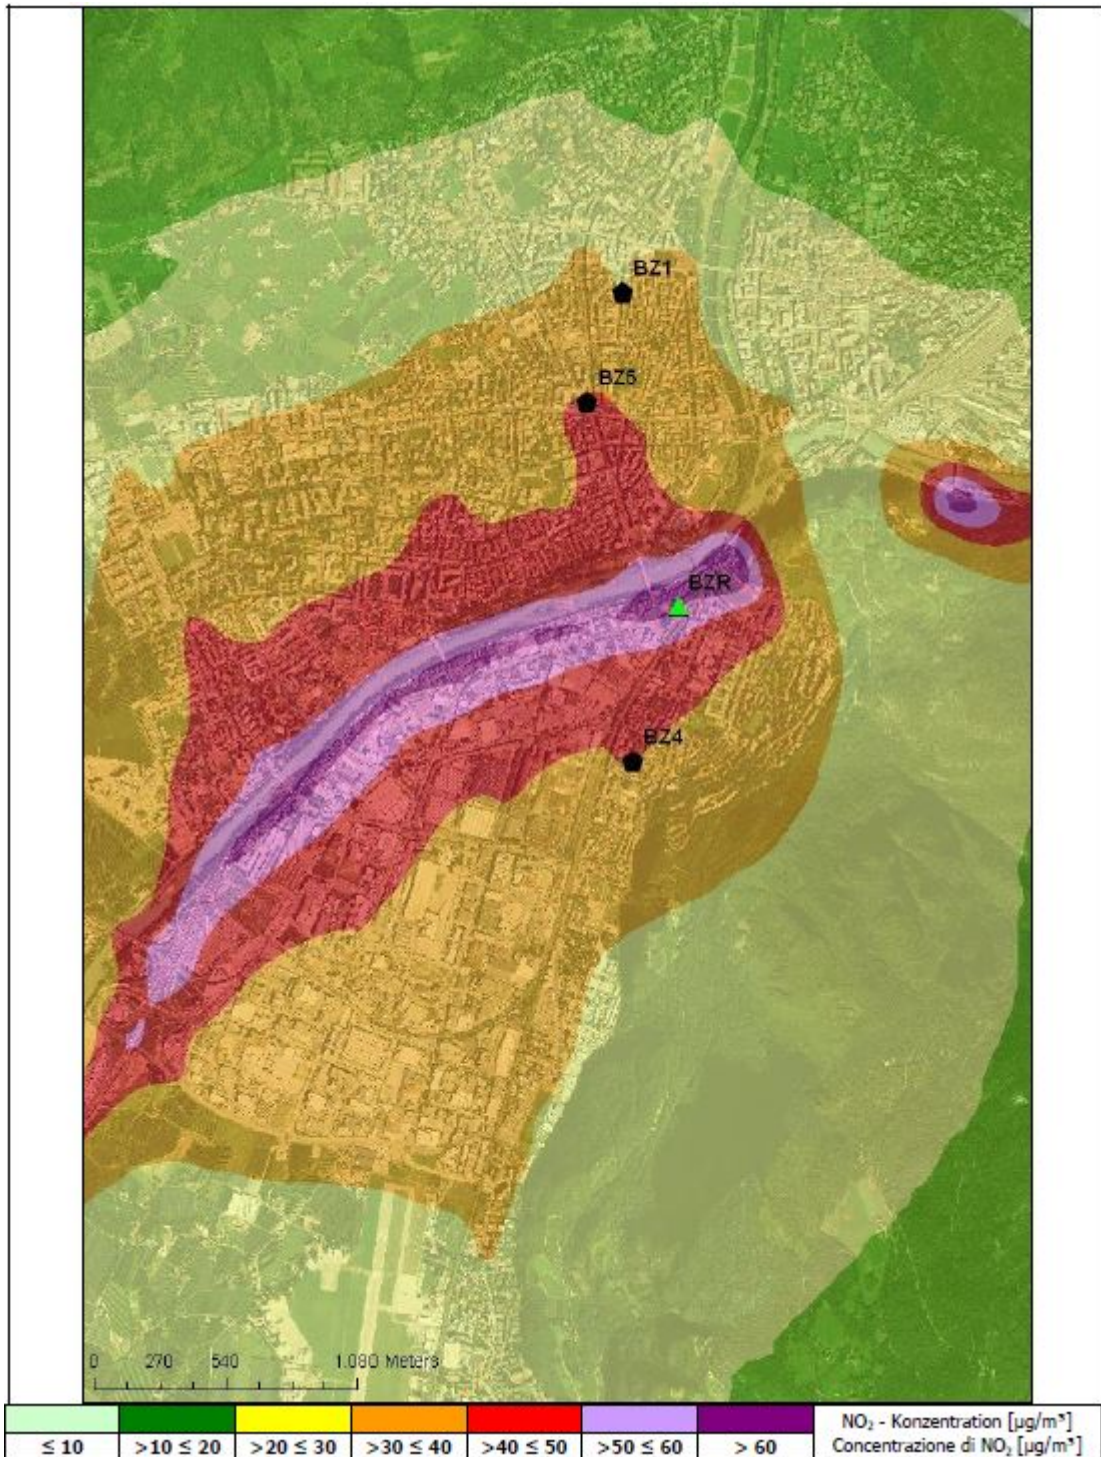 BZ1
BZ5
BZR
BZ4
0 270 540 1.080 Meters
≤ 10 >10 ≤ 20 >20 ≤ 30 >30 ≤ 40 >40 ≤ 50 >50 ≤ 60 > 60
NO₂ - Konzentration [µg/m³]
Concentrazione di NO₂ [µg/m³]